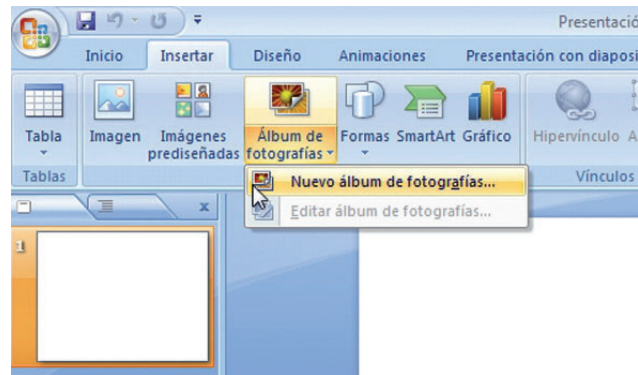 Presentació
Inicio Insertar Diseño Animaciones Presentación con diaposi
Tabla Imagen Imágenes prediseñadas Álbum de fotografías Formas SmartArt Gráfico Hipervínculo A
Tablas Vínculos
Nuevo álbum de fotografías...
Editar álbum de fotografías...
1